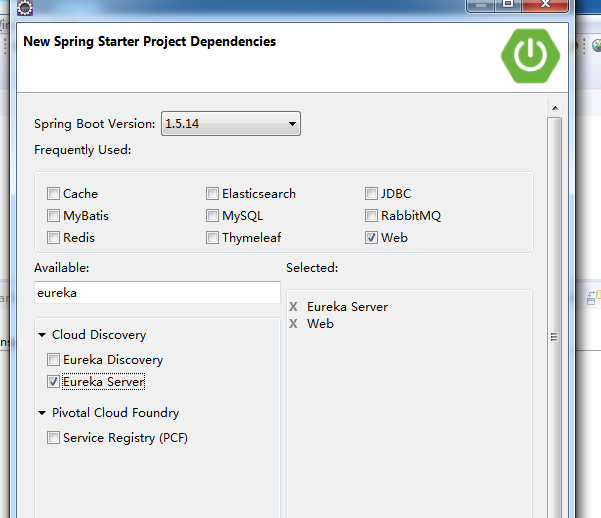 New Spring Starter Project Dependencies
Spring Boot Version: 1.5.14
Frequently Used:
Cache Elasticsearch JDBC
MyBatis MySQL RabbitMQ
Redis Thymeleaf Web
Available: Selected:
eureka
X Eureka Server
X Web
Cloud Discovery
Eureka Discovery
Eureka Server
Pivotal Cloud Foundry
Service Registry (PCF)